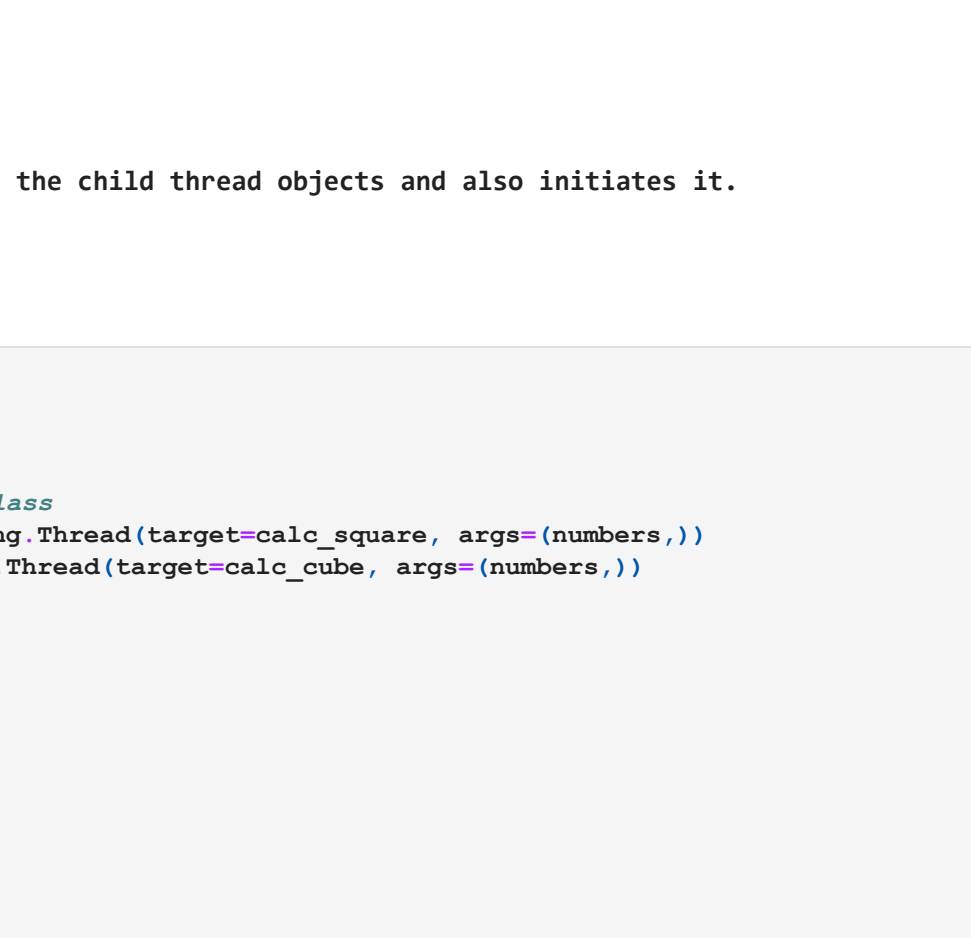 the child thread objects and also initiates it.
lass
ng.Thread(target=calc_square, args=(numbers,))
.Thread(target=calc_cube, args=(numbers,))